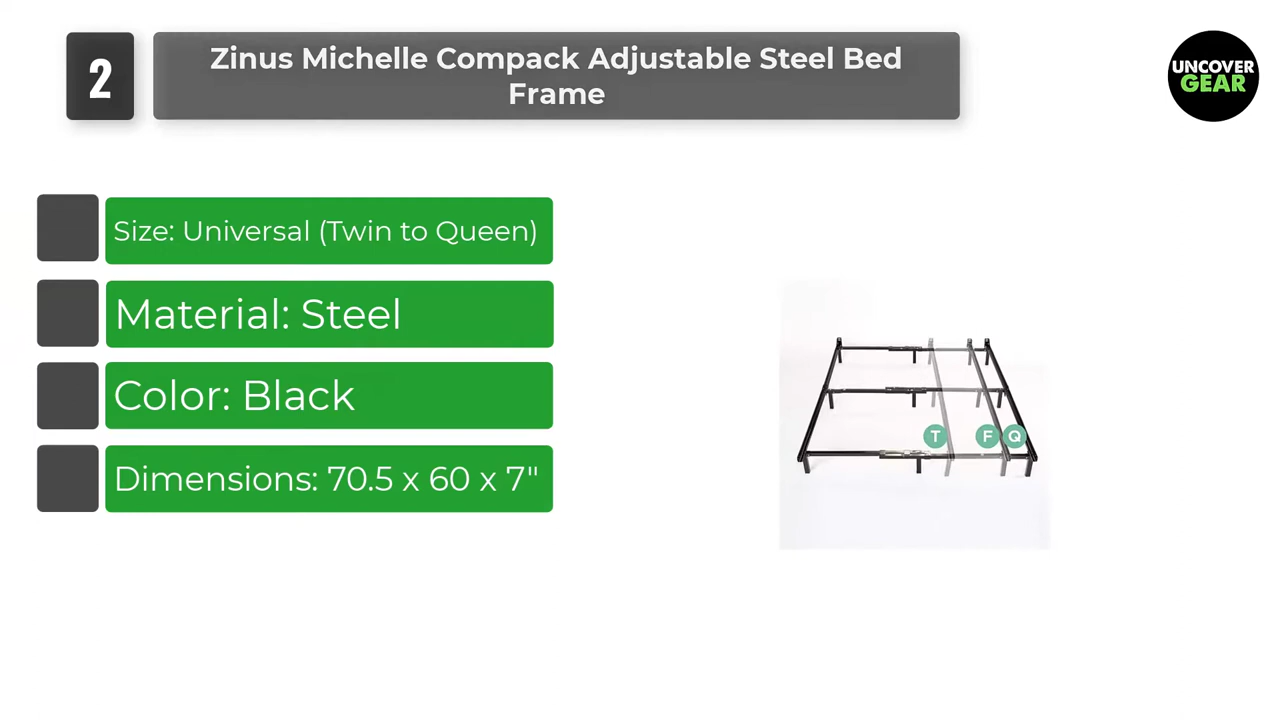 2
Zinus Michelle Compack Adjustable Steel Bed
Frame
UNCOVER
GEAR
Size: Universal (Twin to Queen)
Material: Steel
Color: Black
Dimensions: 70.5 x 60 x 7"
T F Q